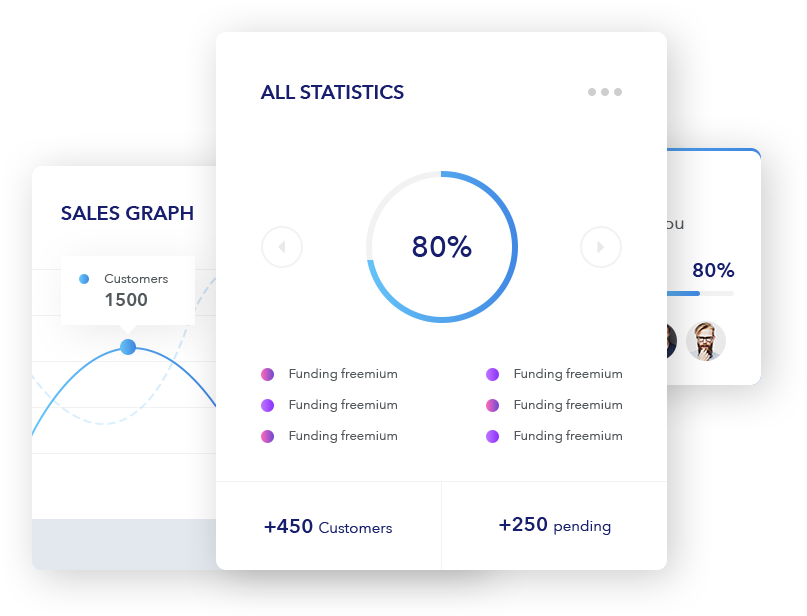 ALL STATISTICS
SALES GRAPH
Customers
1500
80%
80%
Funding freemium
Funding freemium
Funding freemium
Funding freemium
Funding freemium
Funding freemium
+450 Customers
+250 pending